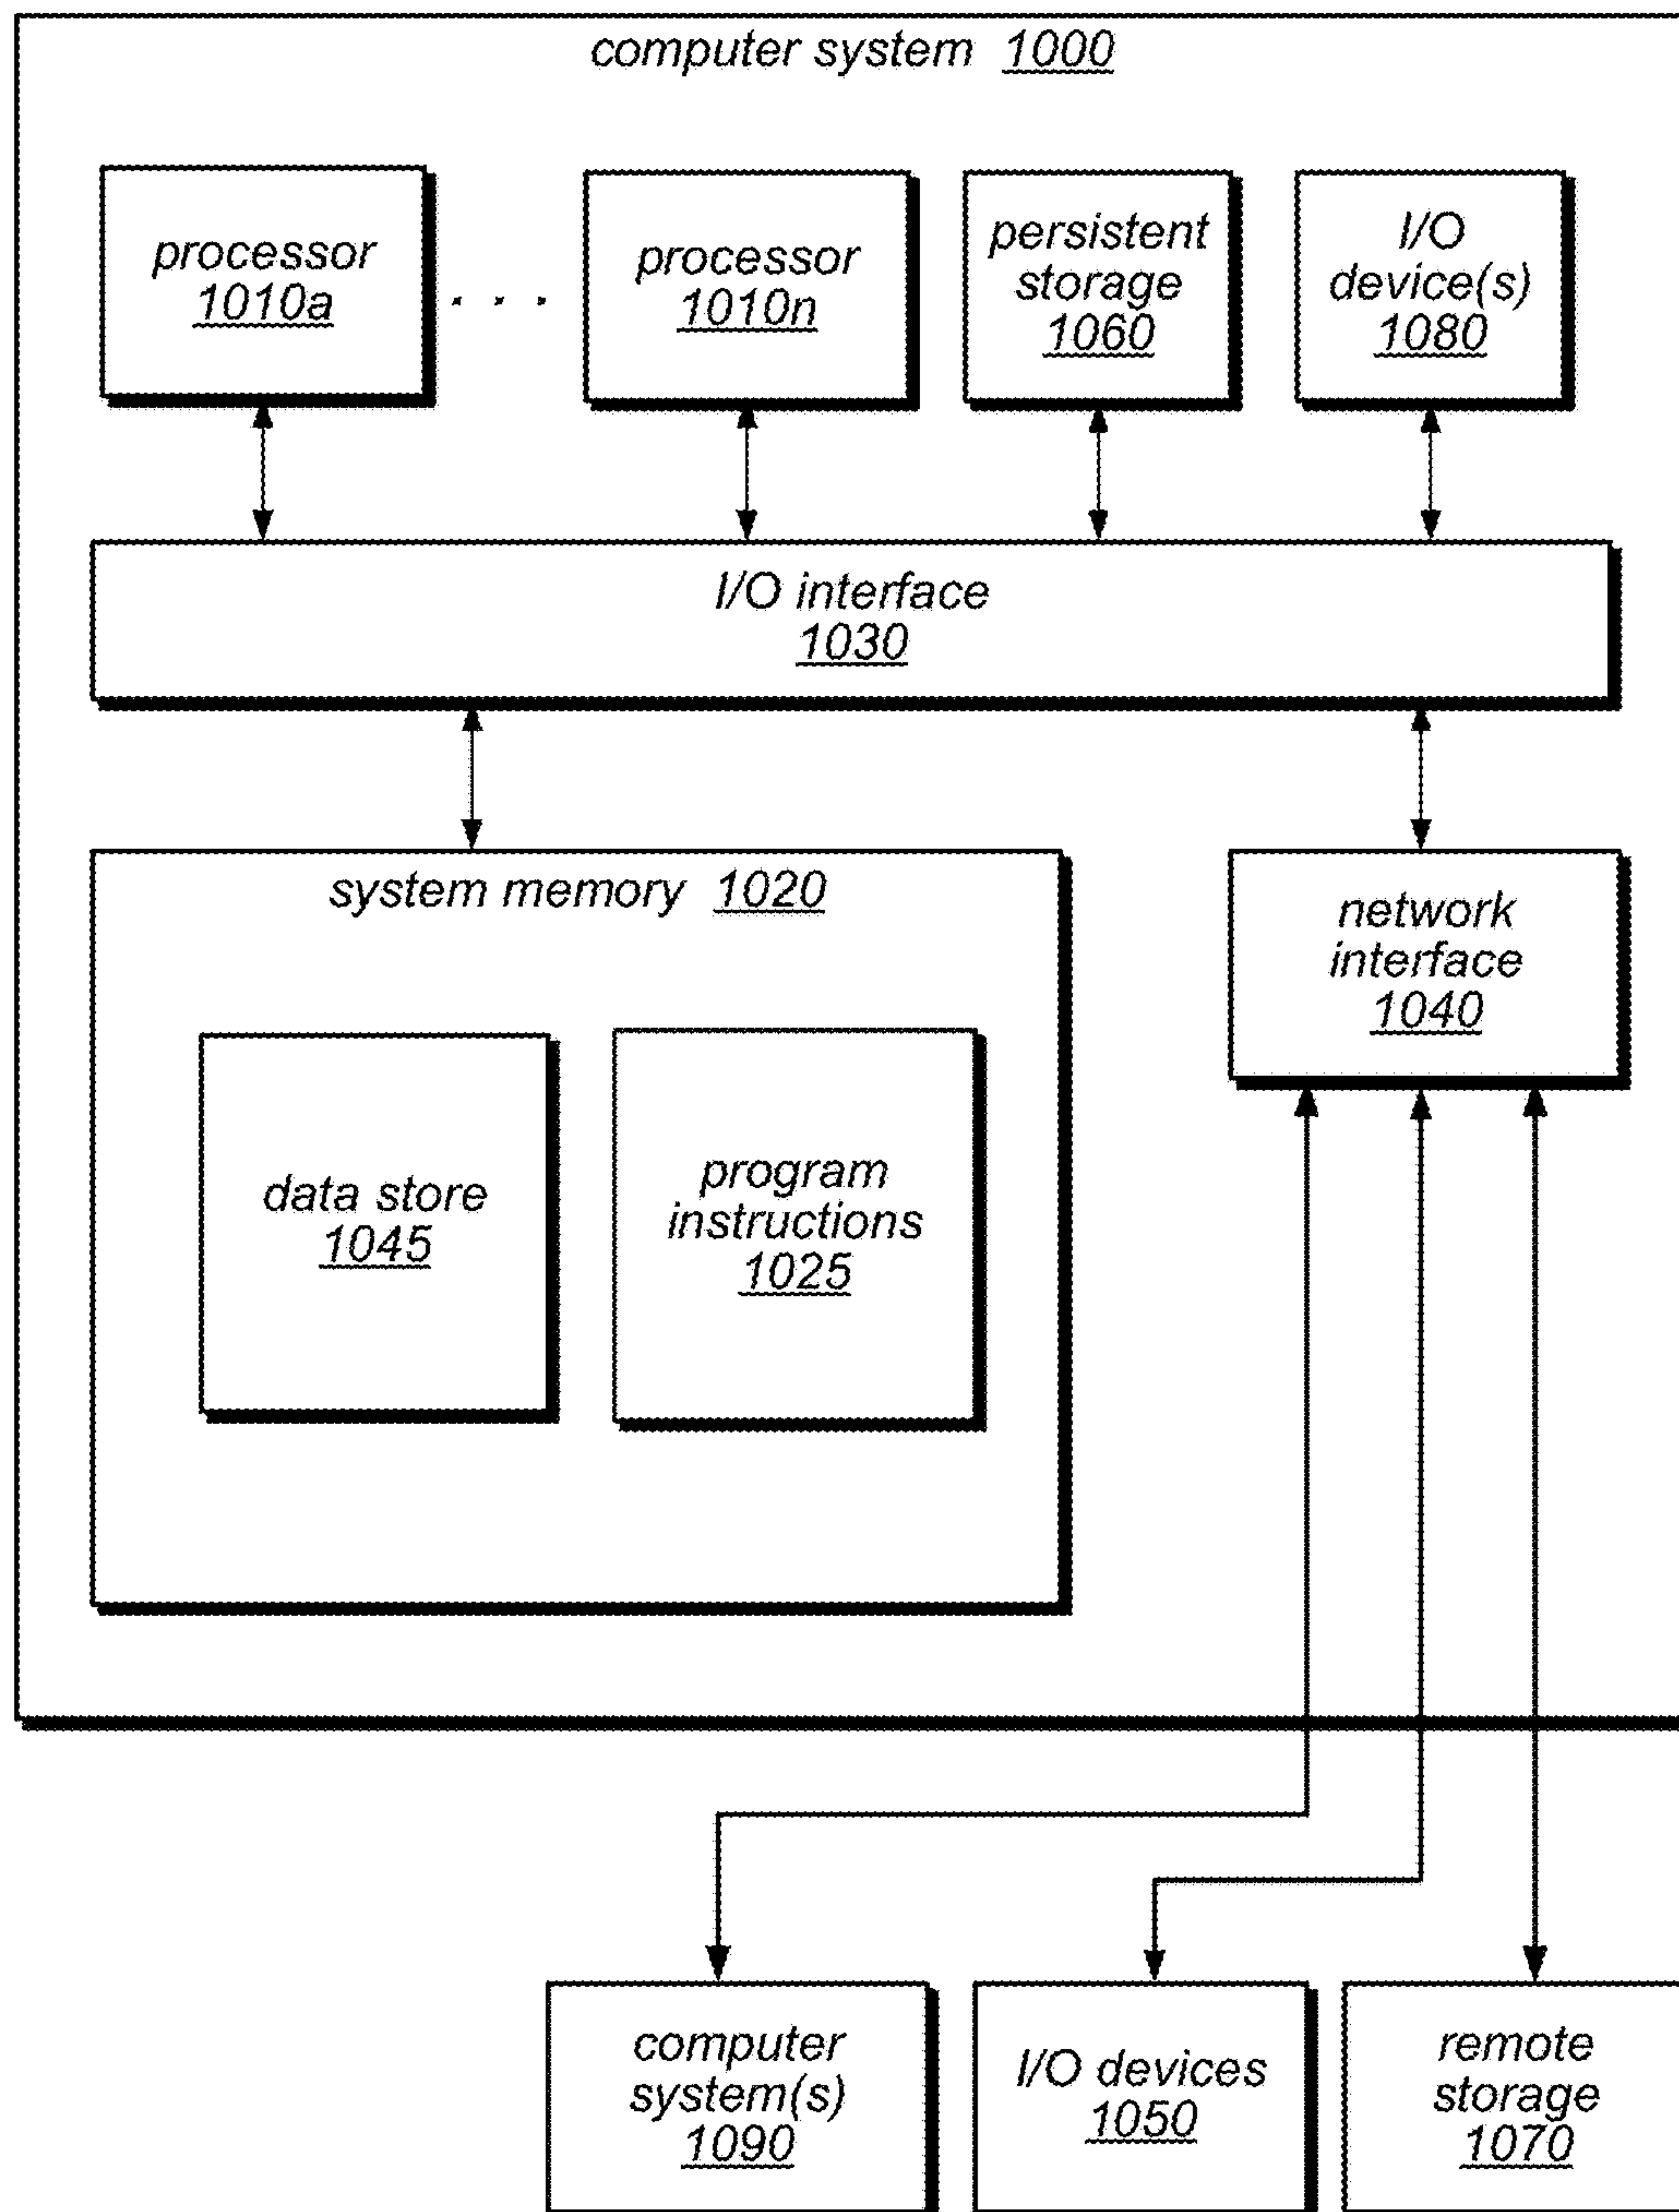 computer system 1000
processor
1010a
. . .
processor
1010n
persistent
storage
1060
I/O
device(s)
1080
I/O interface
1030
system memory 1020
data store
1045
program
instructions
1025
network
interface
1040
computer
system(s)
1090
I/O devices
1050
remote
storage
1070